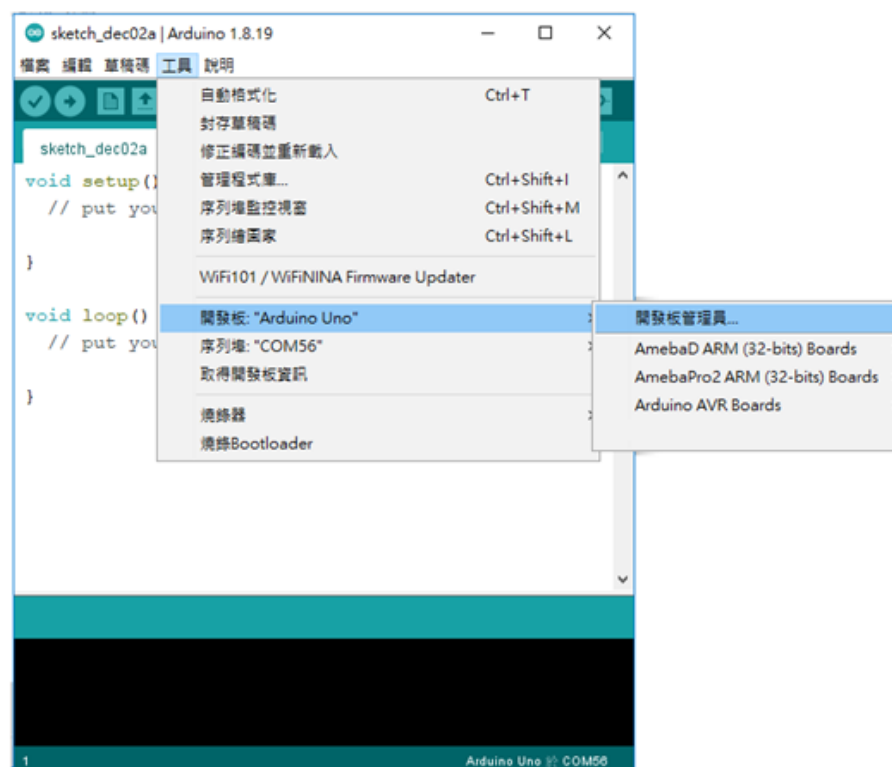 sketch_dec02a | Arduino 1.8.19
檔案 編輯 草稿碼 工具 說明
sketch_dec02a
void setup()
// put you
}
void loop()
// put you
}
自動格式化 Ctrl+T
封存草稿碼
修正編碼並重新載入
管理程式庫... Ctrl+Shift+I
序列埠監控視窗 Ctrl+Shift+M
序列繪圖家 Ctrl+Shift+L
WiFi101 / WiFiNINA Firmware Updater
開發板: "Arduino Uno"
序列埠: "COM56"
取得開發板資訊
燒錄器
燒錄Bootloader
開發板管理員...
AmebaD ARM (32-bits) Boards
AmebaPro2 ARM (32-bits) Boards
Arduino AVR Boards
1 Arduino Uno 於 COM56